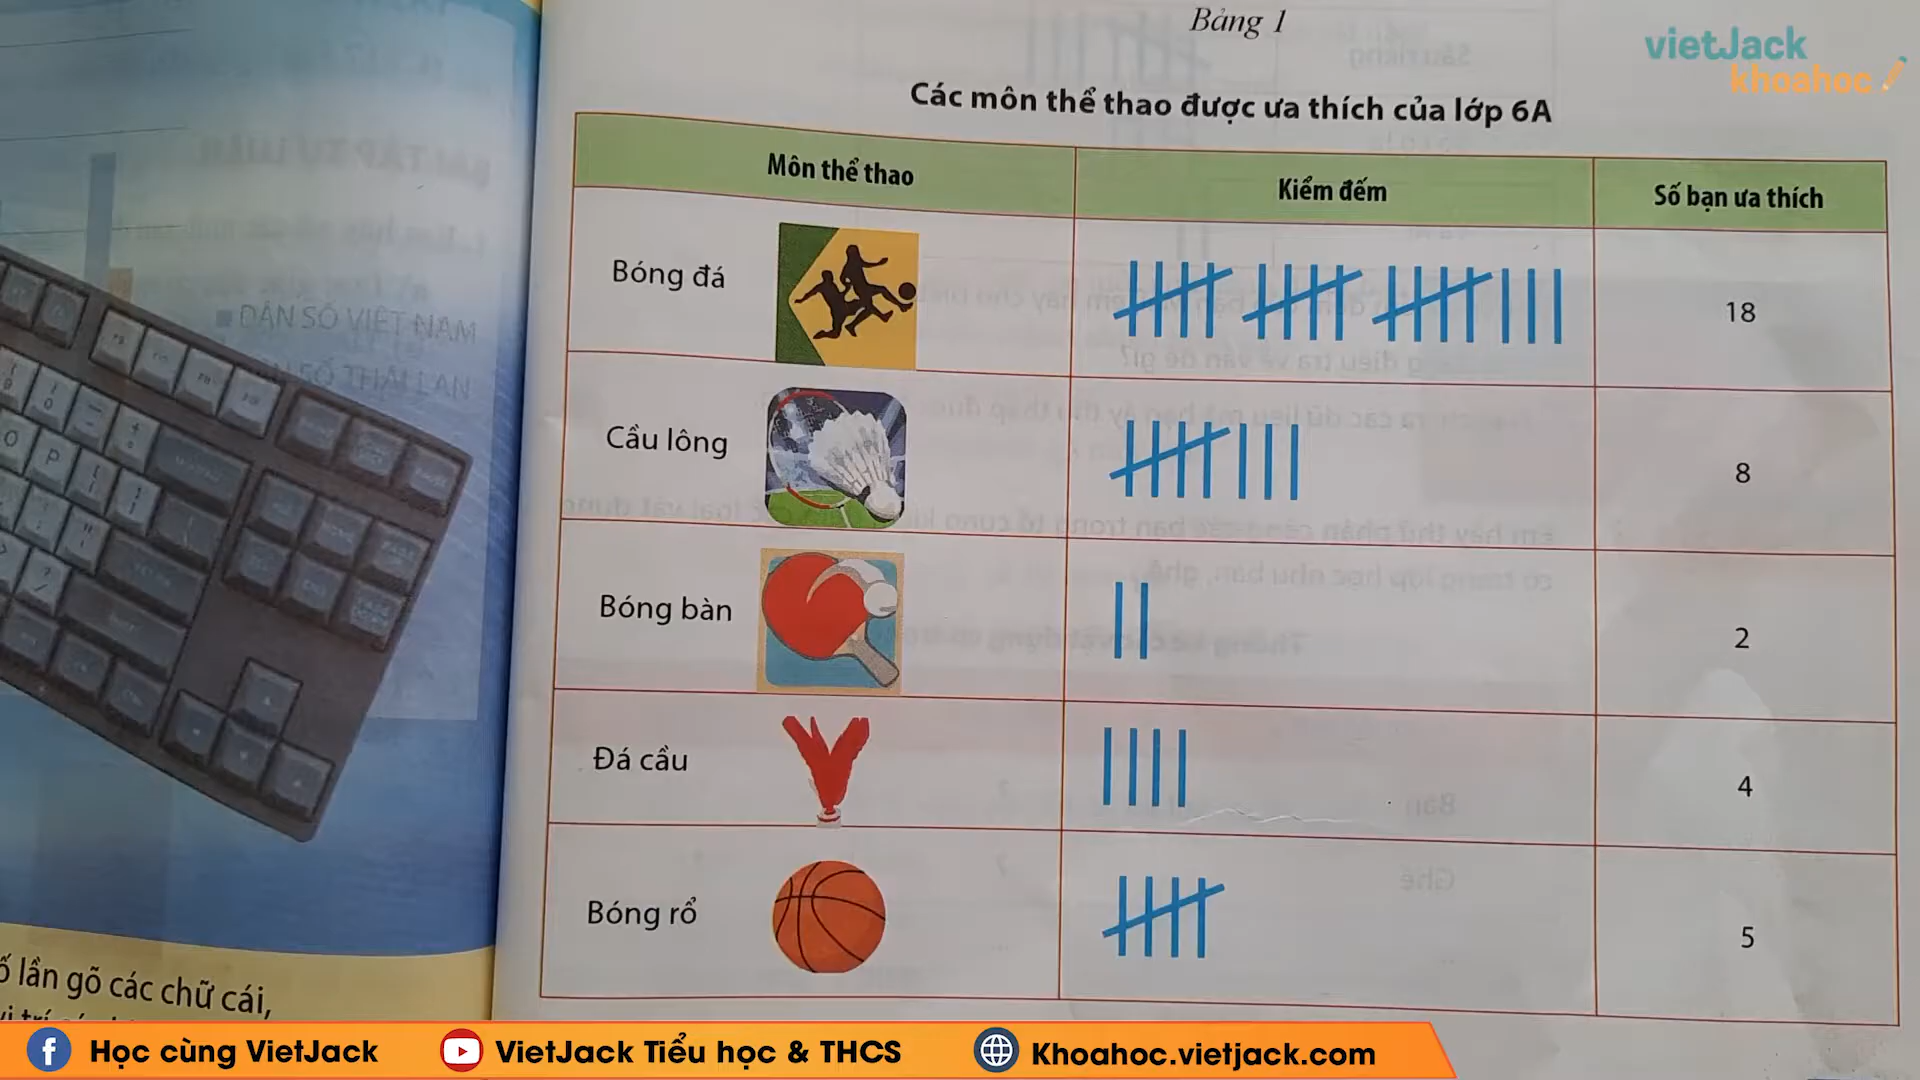 Bảng 1
vietJack
khoahoc
Các môn thể thao được ưa thích của lớp 6A
Môn thể thao
Kiểm đếm
Số bạn ưa thích
Bóng đá
18
Cầu lông
8
Bóng bàn
2
Đá cầu
4
Bóng rổ
5
DÂN SỐ VIỆT NAM
SỐ THÁI LAN
lần gõ các chữ cái,
Học cùng VietJack
VietJack Tiểu học & THCS
Khoahoc.vietjack.com